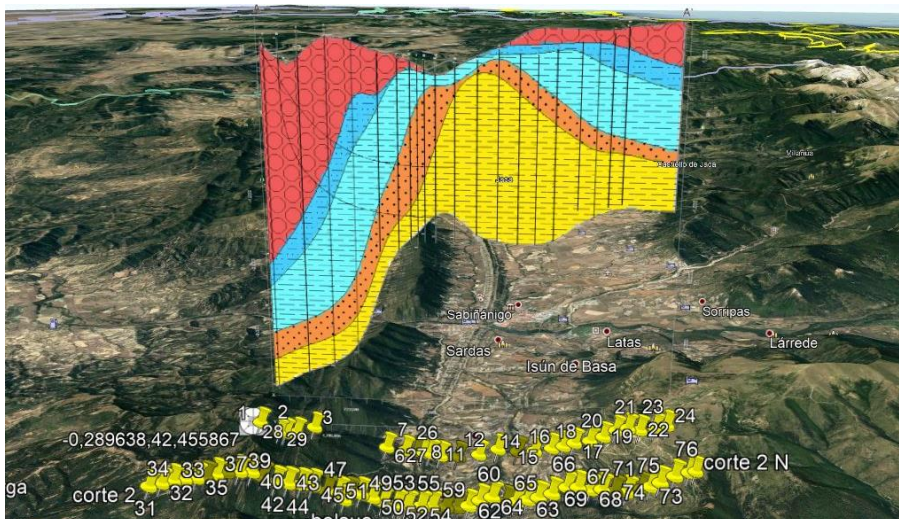 A'
Villanúa
Castiello de Jaca
Jaca
Sabiñánigo
Sorripas
Sardas
Latas
Lárrede
Isún de Basa
1 2 3
28 29
-0,289638,42,455867
7 26 12 14 16 18 20 21 23 24
62 27 8 11 15 17 19 22
34 33 37 39 47 60 66 67 71 75 76
corte 2 N
ga
corte 2
32 35 40 43 45 51 49 53 55 59 65 69 68 74 73
31 42 44 50 52 54 62 64 63